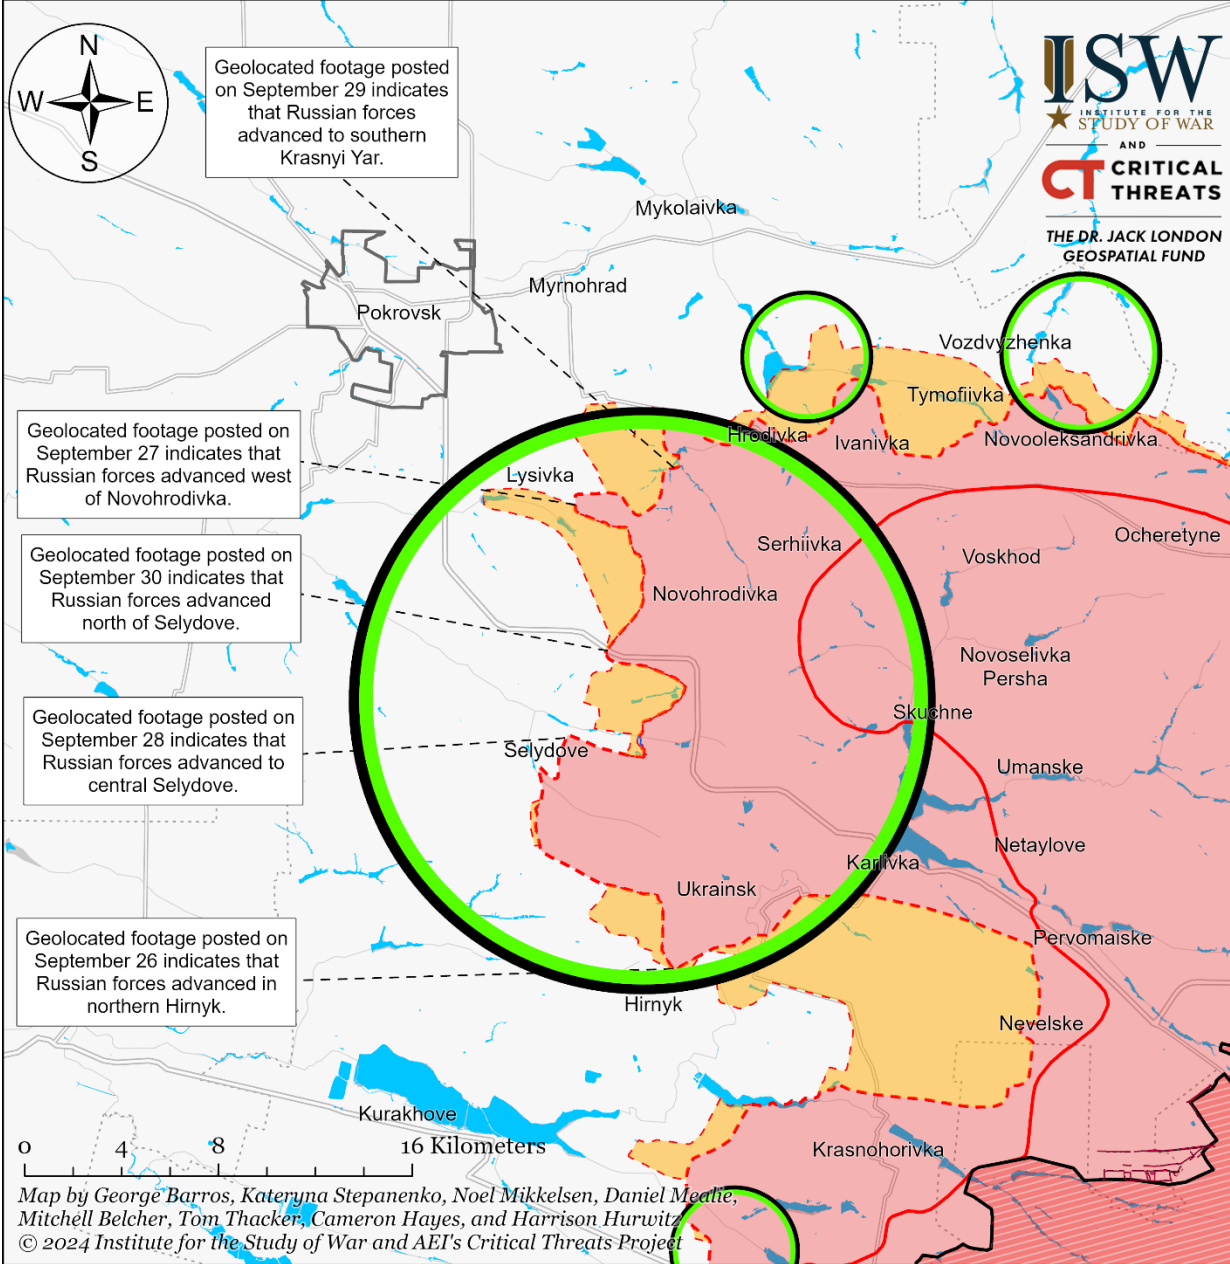 N
W
E
S
Geolocated footage posted
on September 29 indicates
that Russian forces
advanced to southern
Krasnyi Yar.
ISW
INSTITUTE FOR THE
STUDY OF WAR
AND
CT CRITICAL
THREATS
THE DR. JACK LONDON
GEOSPATIAL FUND
Mykolaivka
Myrnohrad
Pokrovsk
Vozdvyzhenka
Tymofiivka
Hrodivka
Ivanivka
Novooleksandrivka
Geolocated footage posted on
September 27 indicates that
Russian forces advanced west
of Novohrodivka.
Lysivka
Ocheretyne
Serhiivka
Voskhod
Geolocated footage posted on
September 30 indicates that
Russian forces advanced
north of Selydove.
Novohrodivka
Novoselivka
Persha
Skuchne
Geolocated footage posted on
September 28 indicates that
Russian forces advanced to
central Selydove.
Selydove
Umanske
Netaylove
Karlivka
Ukrainsk
Pervomaiske
Geolocated footage posted on
September 26 indicates that
Russian forces advanced in
northern Hirnyk.
Hirnyk
Nevelske
Kurakhove
Krasnohorivka
0 4 8 16 Kilometers
Map by George Barros, Kateryna Stepanenko, Noel Mikkelsen, Daniel Mealie,
Mitchell Belcher, Tom Thacker, Cameron Hayes, and Harrison Hurwitz
© 2024 Institute for the Study of War and AEI's Critical Threats Project